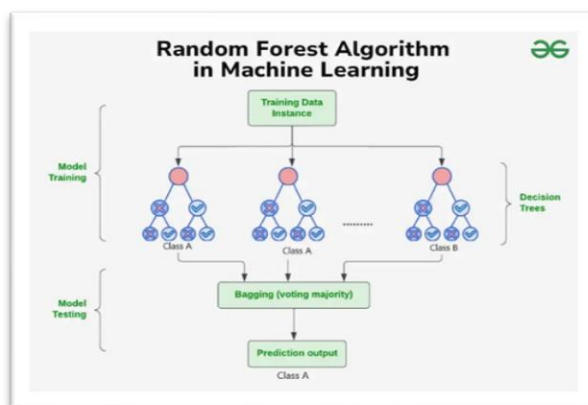 Random Forest Algorithm
in Machine Learning
Training Data
Instance
Model
Training
Decision
Trees
Class A
Class A
.........
Class B
Model
Testing
Bagging (voting majority)
Prediction output
Class A